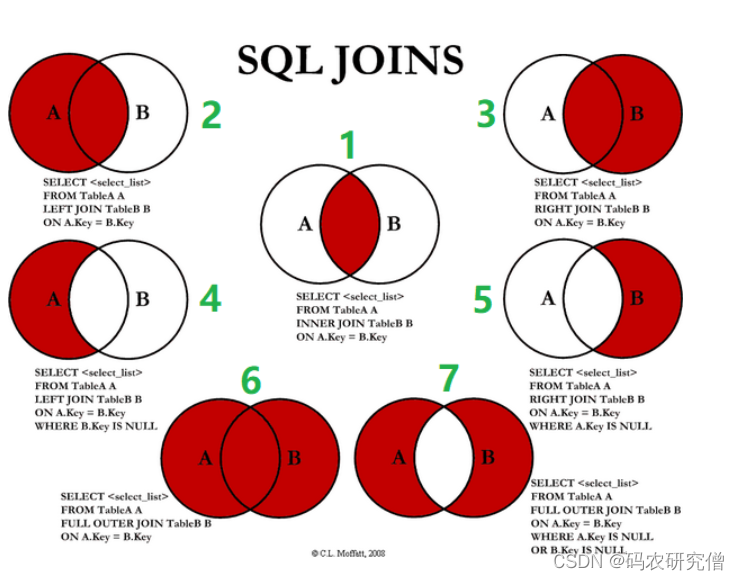 SQL JOINS
A B
2
SELECT <select_list>
FROM TableA A
LEFT JOIN TableB B
ON A.Key = B.Key
1
A B
SELECT <select_list>
FROM TableA A
INNER JOIN TableB B
ON A.Key = B.Key
3
A B
SELECT <select_list>
FROM TableA A
RIGHT JOIN TableB B
ON A.Key = B.Key
A B
4
SELECT <select_list>
FROM TableA A
LEFT JOIN TableB B
ON A.Key = B.Key
WHERE B.Key IS NULL
5
A B
SELECT <select_list>
FROM TableA A
RIGHT JOIN TableB B
ON A.Key = B.Key
WHERE A.Key IS NULL
6
A B
SELECT <select_list>
FROM TableA A
FULL OUTER JOIN TableB B
ON A.Key = B.Key
7
A B
SELECT <select_list>
FROM TableA A
FULL OUTER JOIN TableB B
ON A.Key = B.Key
WHERE A.Key IS NULL
OR B.Key IS NULL
© C.L. Moffatt, 2008
CSDN @码农研究僧